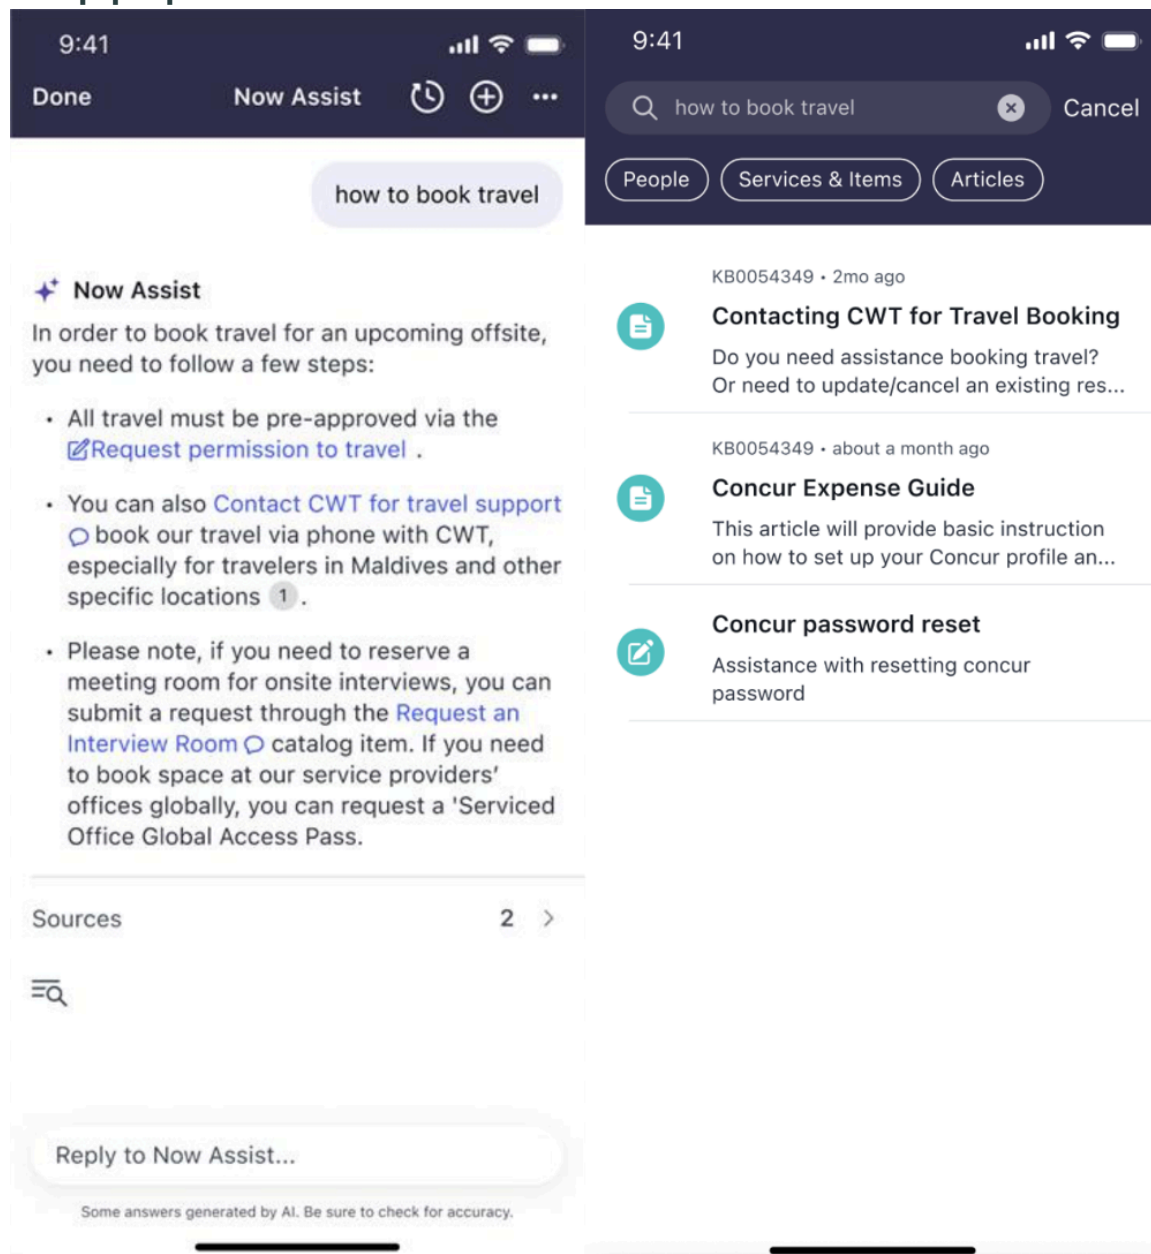 9:41
Done
Now Assist
how to book travel
Now Assist
In order to book travel for an upcoming offsite,
you need to follow a few steps:
• All travel must be pre-approved via the
Request permission to travel .
• You can also Contact CWT for travel support
book our travel via phone with CWT,
especially for travelers in Maldives and other
specific locations 1 .
• Please note, if you need to reserve a
meeting room for onsite interviews, you can
submit a request through the Request an
Interview Room catalog item. If you need
to book space at our service providers'
offices globally, you can request a 'Serviced
Office Global Access Pass.
Sources 2
Reply to Now Assist...
Some answers generated by AI. Be sure to check for accuracy.
9:41
how to book travel
Cancel
People
Services & Items
Articles
KB0054349 • 2mo ago
Contacting CWT for Travel Booking
Do you need assistance booking travel?
Or need to update/cancel an existing res...
KB0054349 • about a month ago
Concur Expense Guide
This article will provide basic instruction
on how to set up your Concur profile an...
Concur password reset
Assistance with resetting concur
password